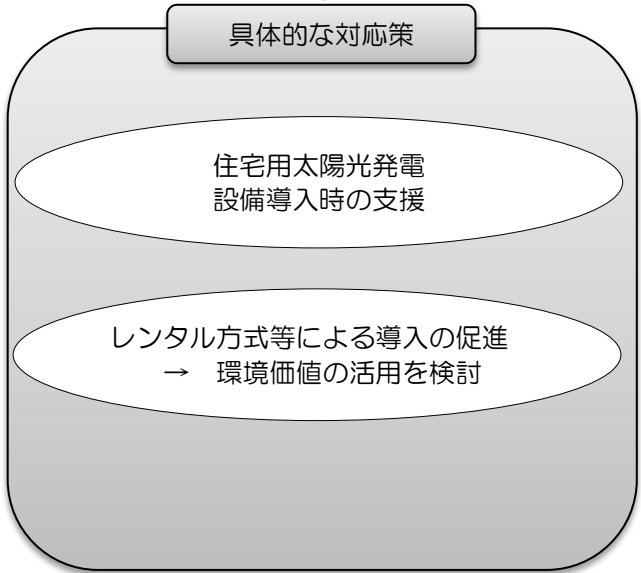 具体的な対応策
住宅用太陽光発電
設備導入時の支援
レンタル方式等による導入の促進
→　環境価値の活用を検討